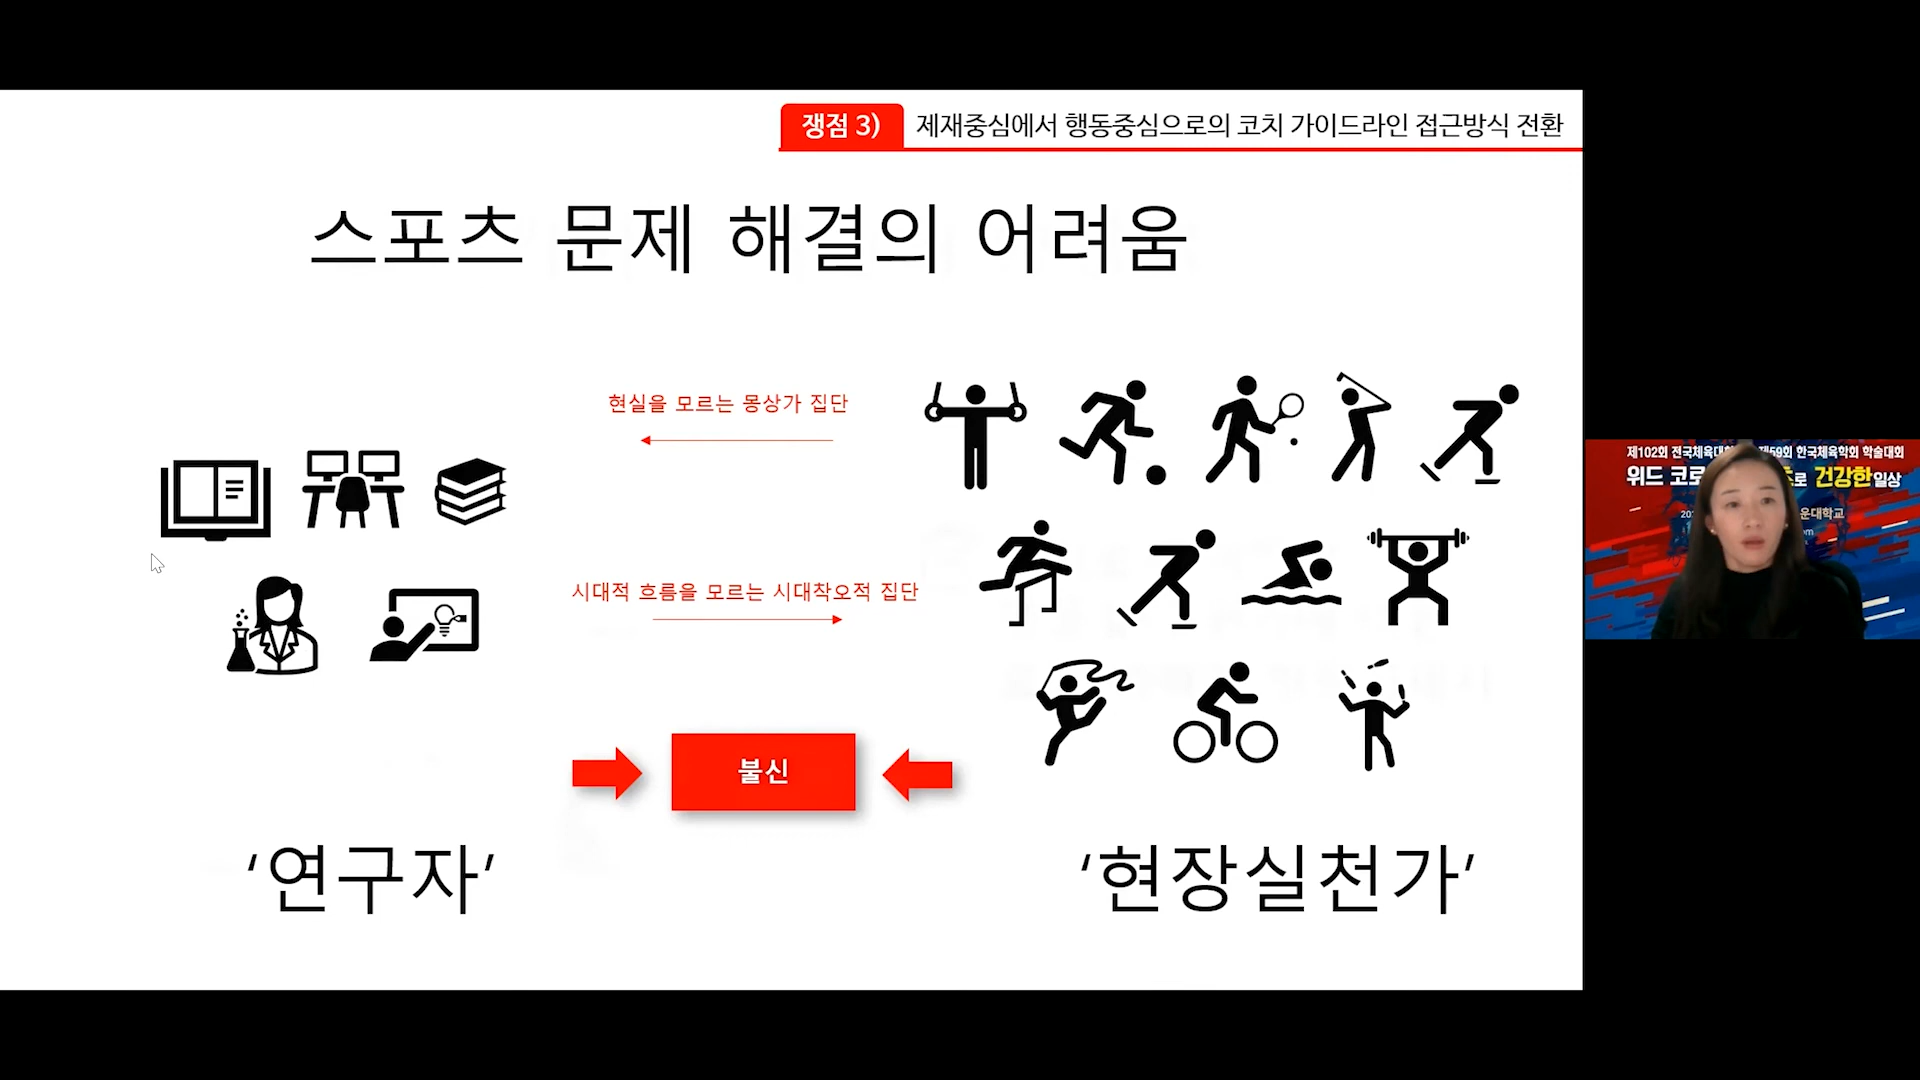 쟁점 3) 제재중심에서 행동중심으로의 코치 가이드라인 접근방식 전환
스포츠 문제 해결의 어려움
현실을 모르는 몽상가 집단
시대적 흐름을 모르는 시대착오적 집단
불신
‘연구자’
‘현장실천가’
제102회 전국체육대 제59회 한국체육학회 학술대회
위드 코로 로 건강한일상
운대학교